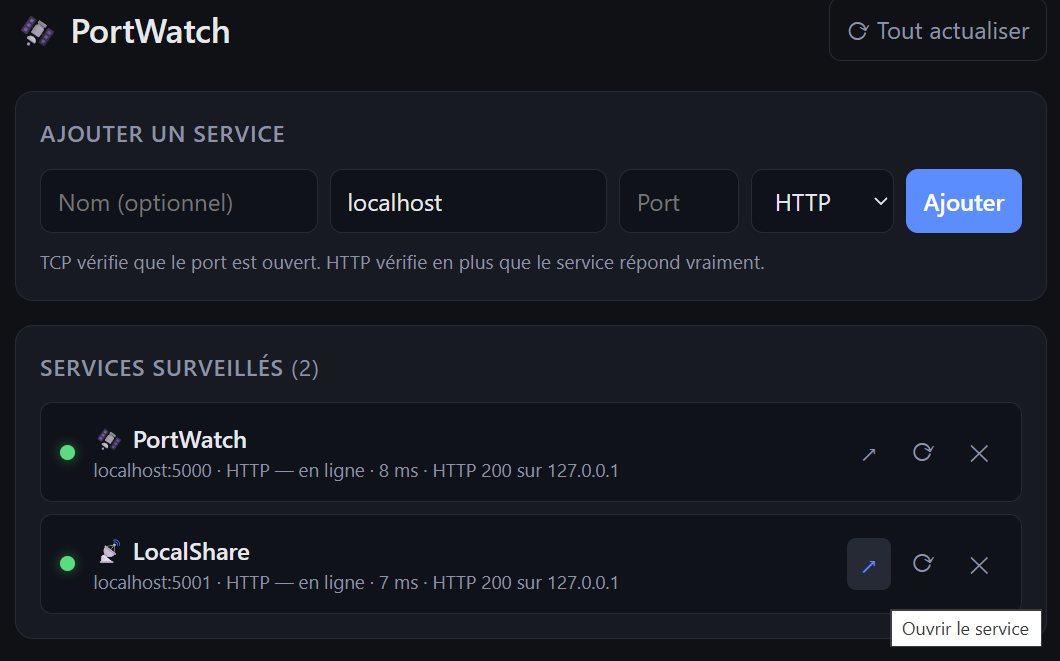 PortWatch
Tout actualiser
AJOUTER UN SERVICE
Nom (optionnel)
localhost
Port
HTTP
Ajouter
TCP vérifie que le port est ouvert. HTTP vérifie en plus que le service répond vraiment.
SERVICES SURVEILLÉS (2)
PortWatch
localhost:5000 · HTTP — en ligne · 8 ms · HTTP 200 sur 127.0.0.1
LocalShare
localhost:5001 · HTTP — en ligne · 7 ms · HTTP 200 sur 127.0.0.1
Ouvrir le service